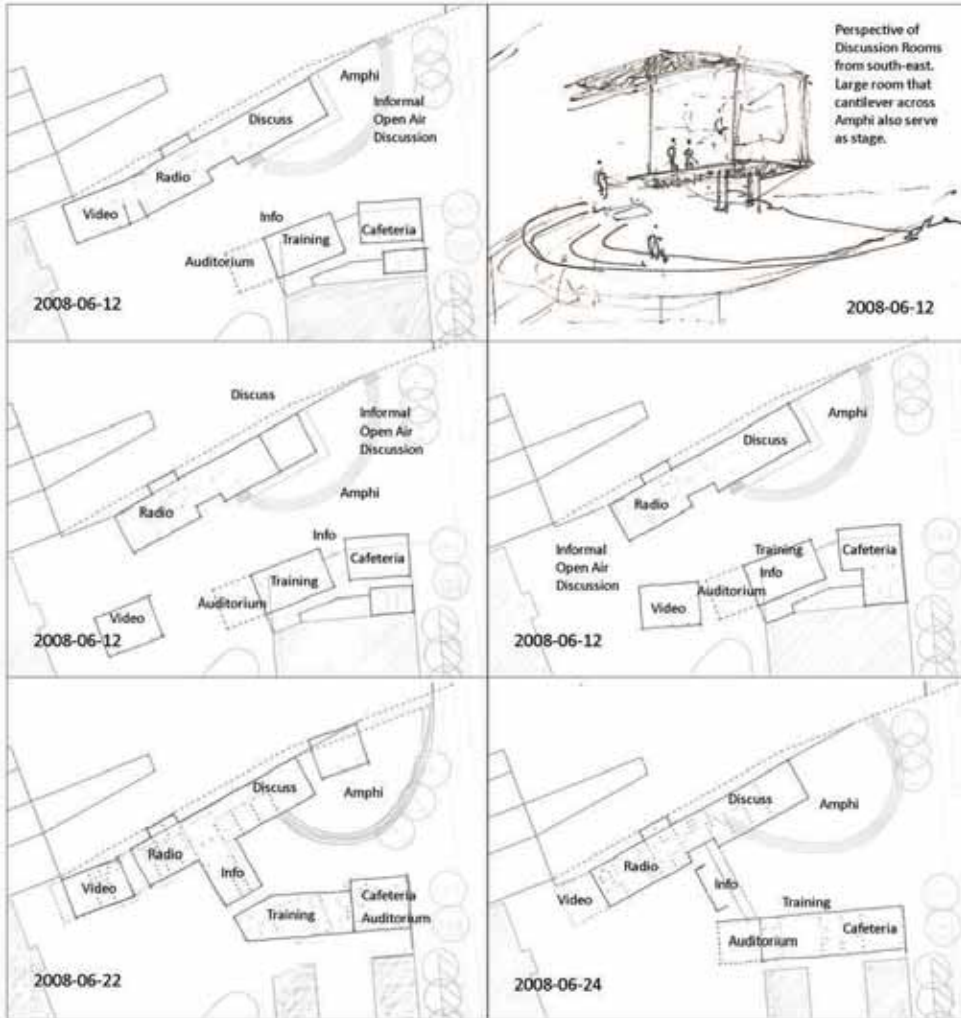 Amphi
Informal
Open Air
Discussion
Discuss
Radio
Video
Info
Training
Cafeteria
Auditorium
2008-06-12
Perspective of
Discussion Rooms
from south-east.
Large room that
cantilever across
Amphi also serve
as stage.
2008-06-12
Discuss
Informal
Open Air
Discussion
Amphi
Radio
Info
Cafeteria
Training
Auditorium
Video
2008-06-12
Amphi
Discuss
Radio
Informal
Open Air
Discussion
Training
Info
Cafeteria
Auditorium
Video
2008-06-12
Discuss
Amphi
Radio
Info
Video
Cafeteria
Training
Auditorium
2008-06-22
Discuss
Amphi
Radio
Info
Video
Training
Auditorium
Cafeteria
2008-06-24